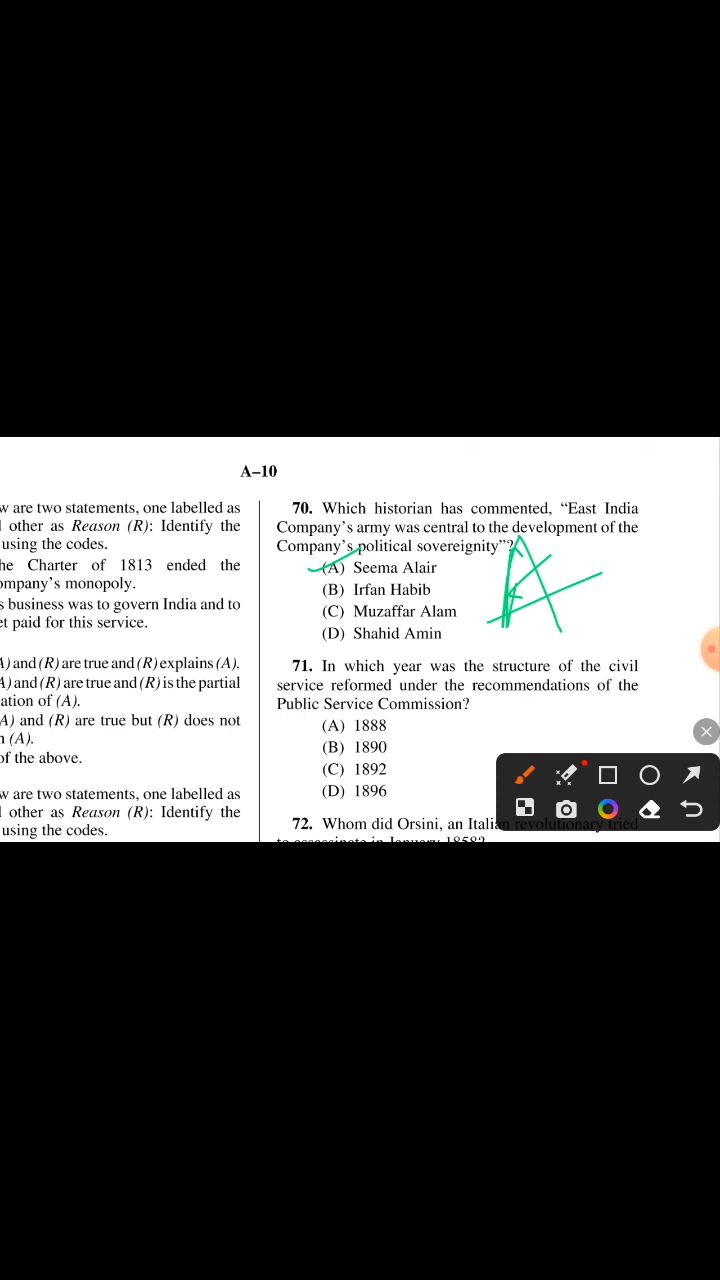 A–10
w are two statements, one labelled as
other as Reason (R): Identify the
using the codes.
he Charter of 1813 ended the
ompany's monopoly.
s business was to govern India and to
et paid for this service.
A) and (R) are true and (R) explains (A).
A) and (R) are true and (R) is the partial
ation of (A).
A) and (R) are true but (R) does not
n (A).
of the above.
w are two statements, one labelled as
other as Reason (R): Identify the
using the codes.
70. Which historian has commented, “East India
Company's army was central to the development of the
Company's political sovereignity”?
(A) Seema Alair
(B) Irfan Habib
(C) Muzaffar Alam
(D) Shahid Amin
A
71. In which year was the structure of the civil
service reformed under the recommendations of the
Public Service Commission?
(A) 1888
(B) 1890
(C) 1892
(D) 1896
72. Whom did Orsini, an Italian revolutionary tried
to assassinate in January 1858?